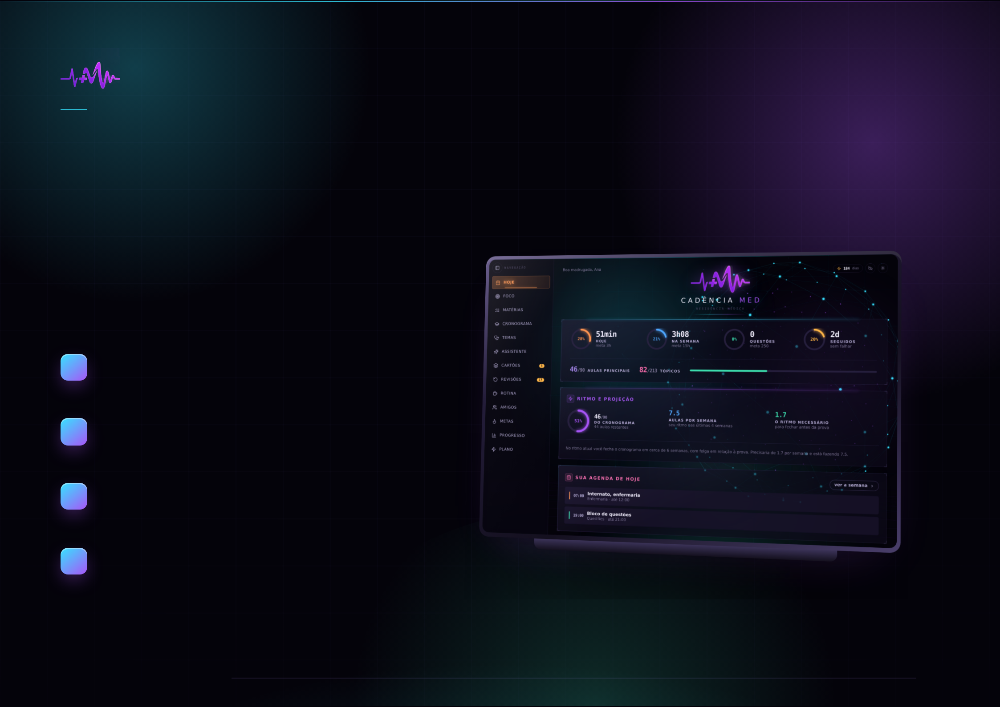 NAVEGAÇÃO
HOJE
FOCO
MATÉRIAS
CRONOGRAMA
TEMAS
ASSISTENTE
CARTÕES 5
REVISÕES 17
ROTINA
AMIGOS
METAS
PROGRESSO
PLANO
Boa madrugada, Ana
184 dias
CADÊNCIA MED
RESIDÊNCIA MÉDICA
28% 51min
HOJE
meta 3h
21% 3h08
NA SEMANA
meta 15h
0% 0
QUESTÕES
meta 250
20% 2d
SEGUIDOS
sem falhar
46/90 AULAS PRINCIPAIS 82/213 TÓPICOS
RITMO E PROJEÇÃO
51% 46/90
DO CRONOGRAMA
44 aulas restantes
7.5
AULAS POR SEMANA
seu ritmo nas últimas 4 semanas
1.7
O RITMO NECESSÁRIO
para fechar antes da prova
No ritmo atual você fecha o cronograma em cerca de 6 semanas, com folga em relação à prova. Precisaria de 1.7 por semana e está fazendo 7.5.
SUA AGENDA DE HOJE
ver a semana ›
07:00 Internato, enfermaria
Enfermaria · até 12:00
19:00 Bloco de questões
Questões · até 21:00